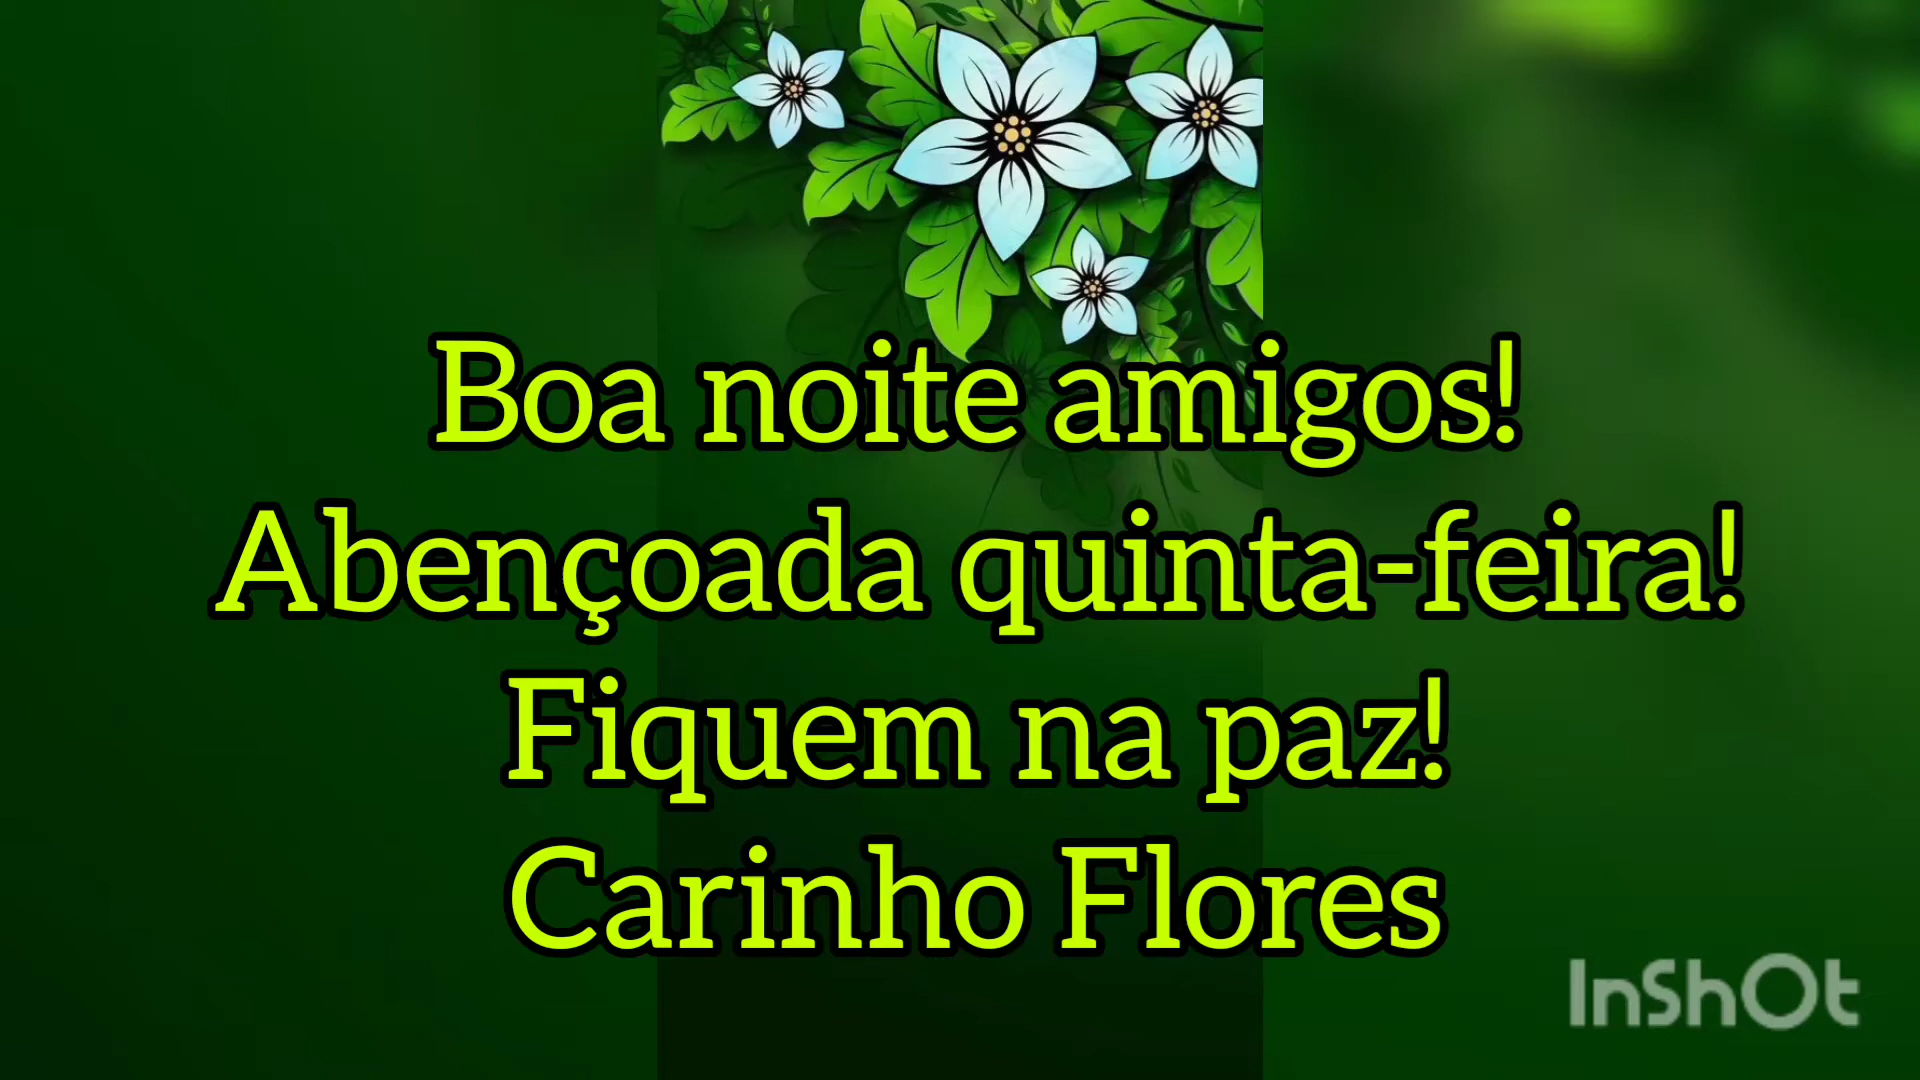 Boa noite amigos!
Abençoada quinta-feira!
Fiquem na paz!
Carinho Flores
InShOt